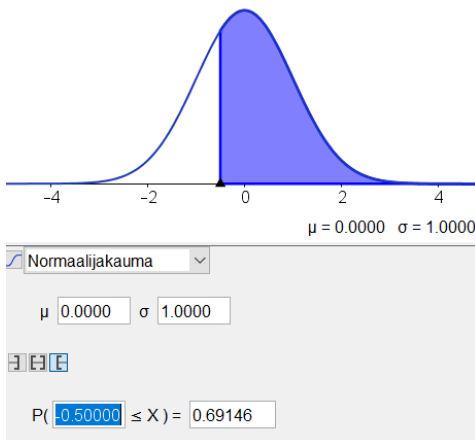 −4 −2 0 2 4
μ = 0.0000 σ = 1.0000
Normaalijakauma
μ 0.0000 σ 1.0000
P( -0.50000 ≤ X ) = 0.69146